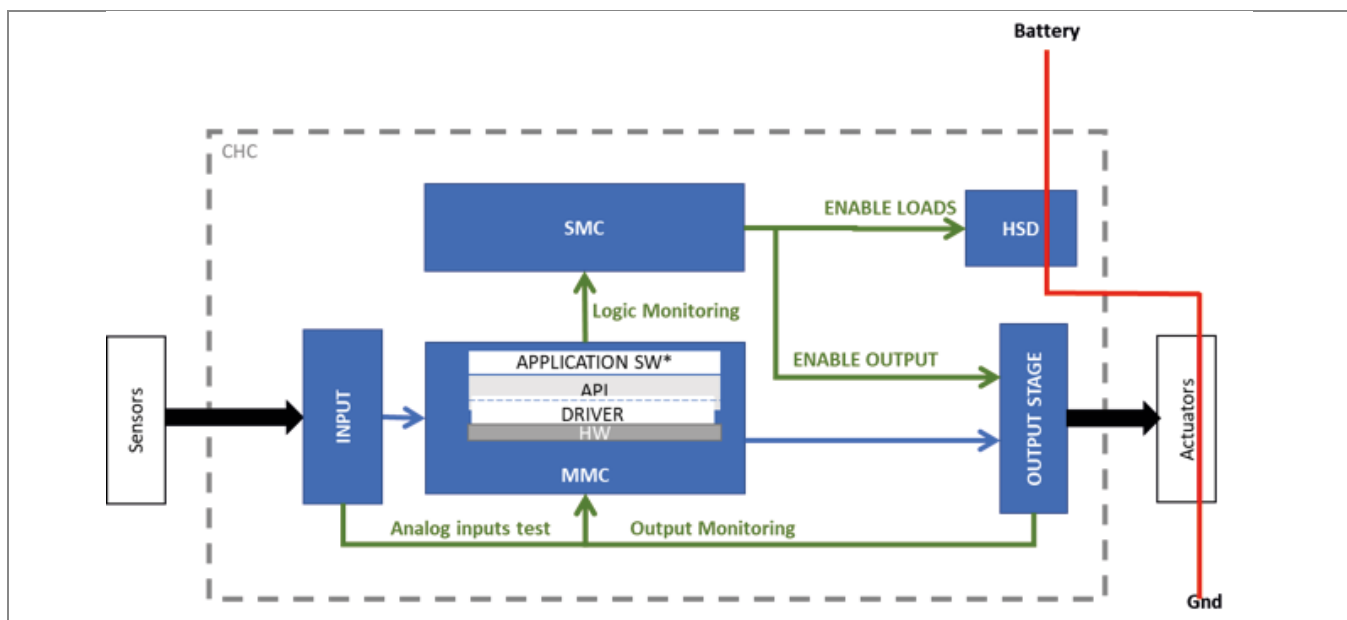 Battery
CHC
SMC
ENABLE LOADS
HSD
Logic Monitoring
Sensors
INPUT
APPLICATION SW*
API
DRIVER
HW
MMC
ENABLE OUTPUT
OUTPUT STAGE
Actuators
Analog inputs test
Output Monitoring
Gnd